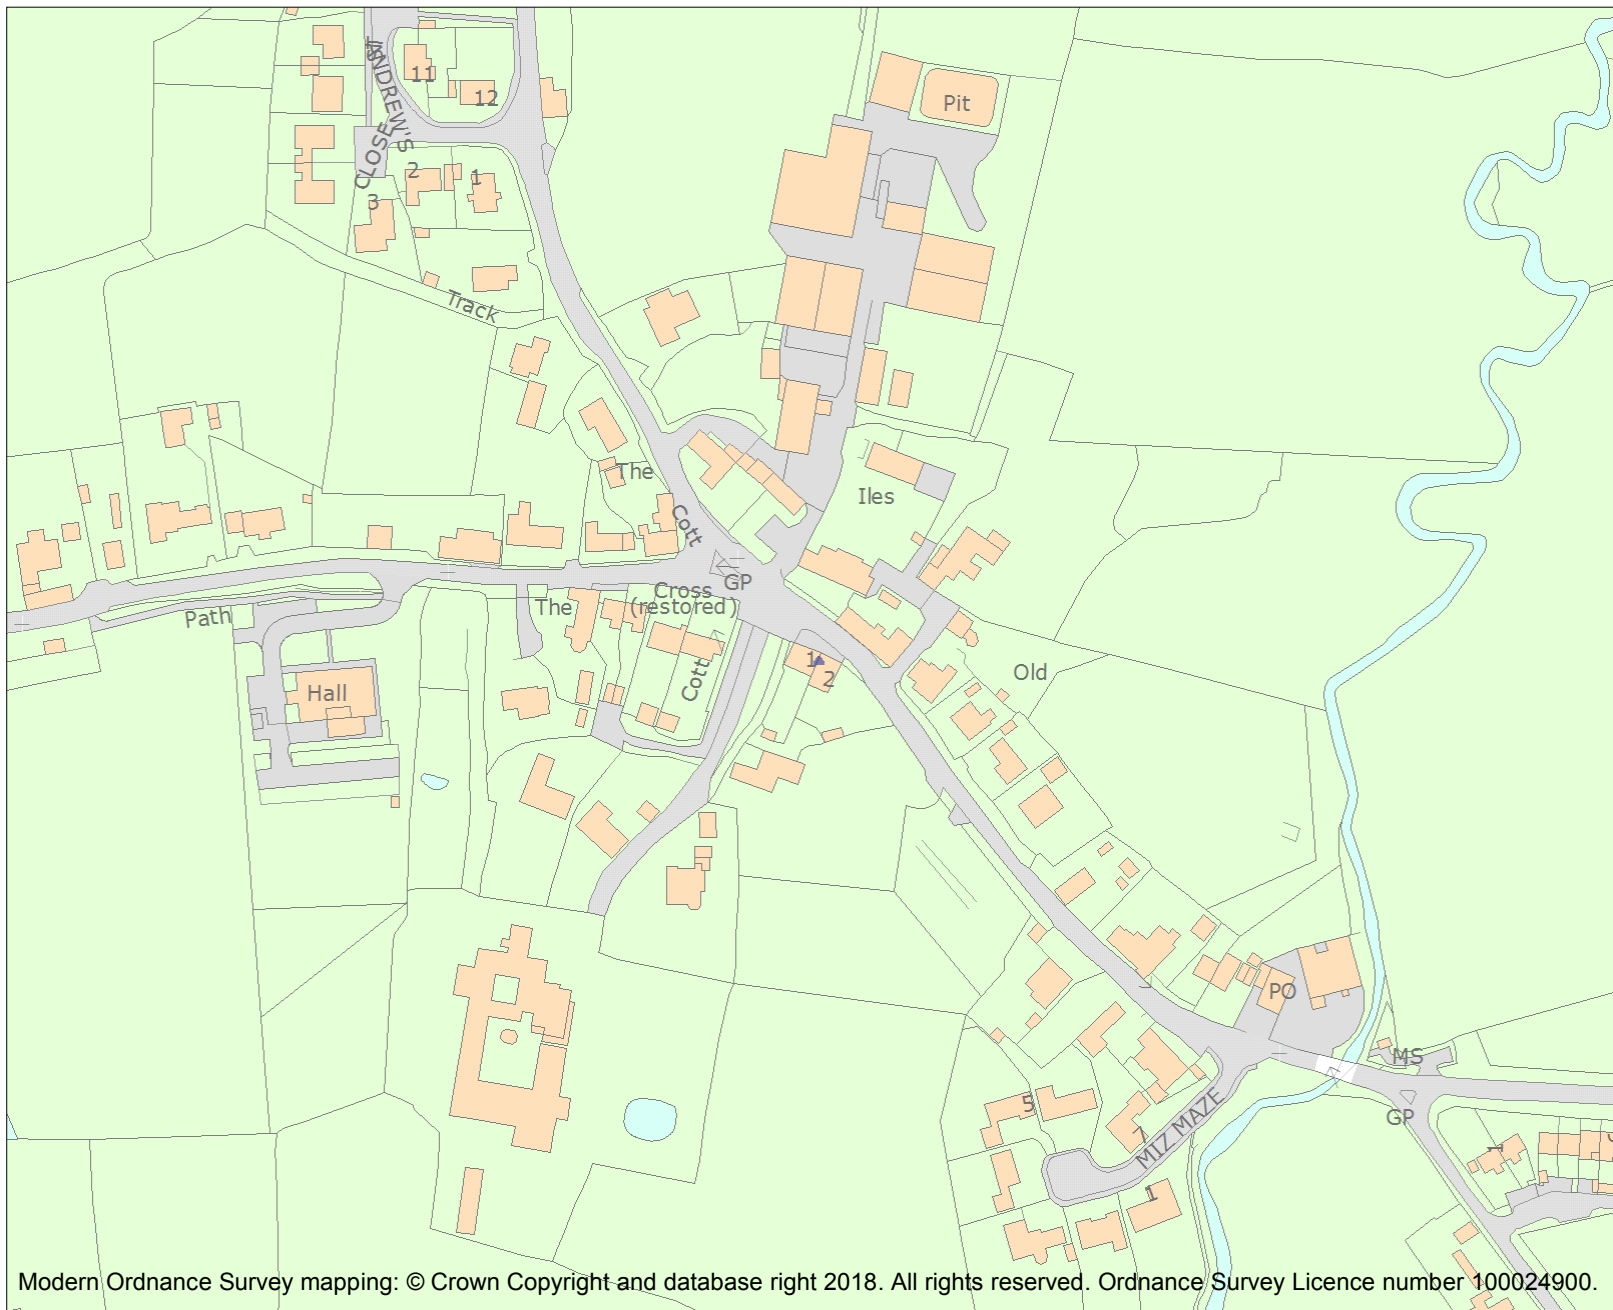 ST
ANDREW'S
CLOSE
11
12
2
1
3
Pit
Track
The
Iles
Cott
GP
Cross
(restored)
The
Path
Cott
1
2
Old
Hall
PO
MS
GP
5
7
MIZ MAZE
1
1
Modern Ordnance Survey mapping: © Crown Copyright and database right 2018. All rights reserved. Ordnance Survey Licence number 100024900.